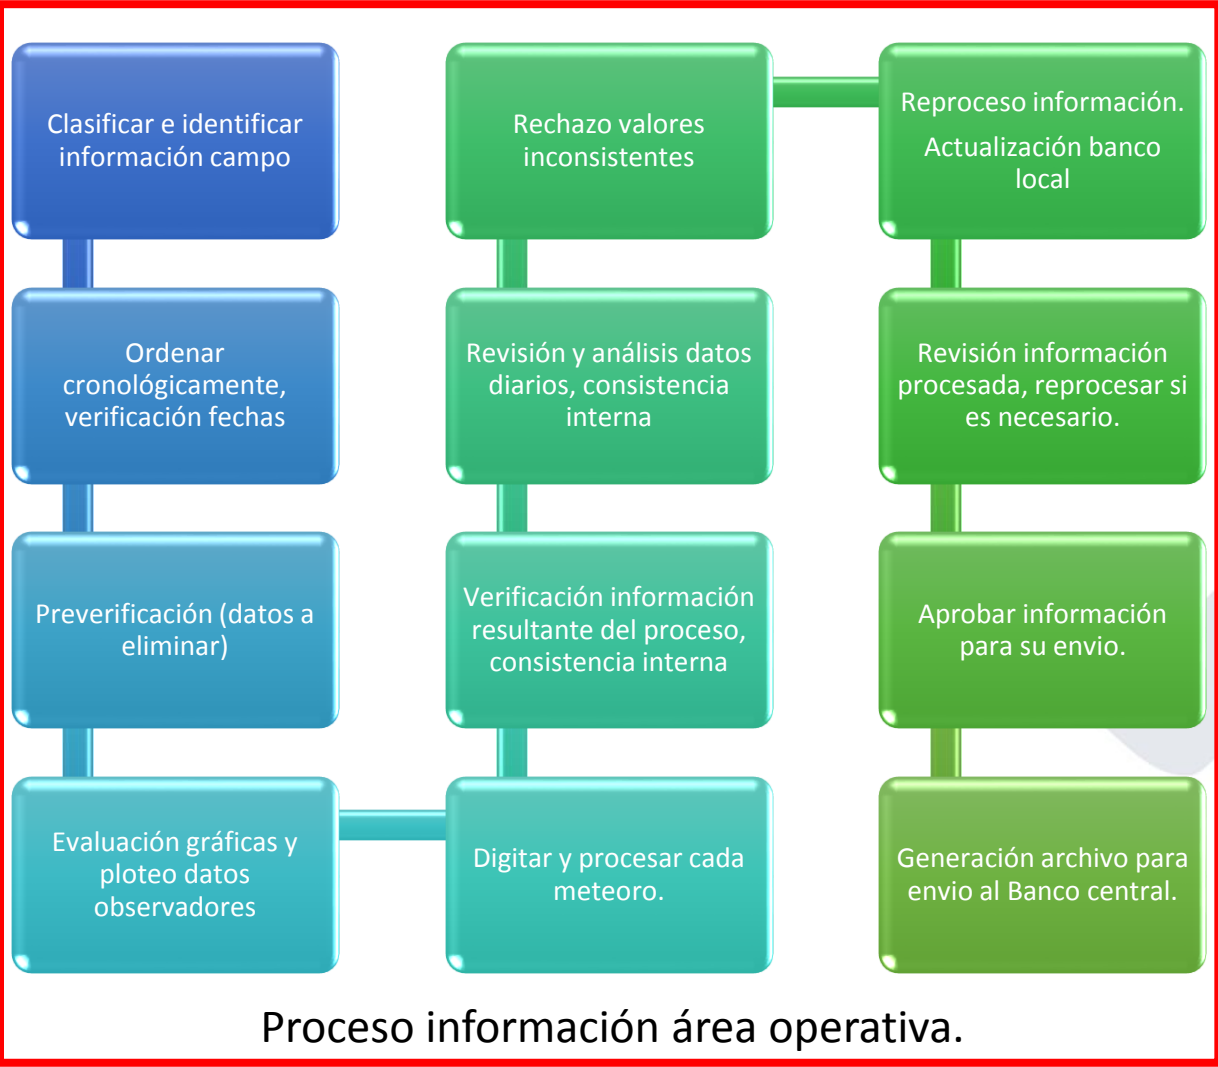 Clasificar e identificar
información campo
Ordenar
cronológicamente,
verificación fechas
Preverificación (datos a
eliminar)
Evaluación gráficas y
ploteo datos
observadores
Digitar y procesar cada
meteoro.
Verificación información
resultante del proceso,
consistencia interna
Revisión y análisis datos
diarios, consistencia
interna
Rechazo valores
inconsistentes
Reproceso información.
Actualización banco
local
Revisión información
procesada, reprocesar si
es necesario.
Aprobar información
para su envio.
Generación archivo para
envio al Banco central.
Proceso información área operativa.